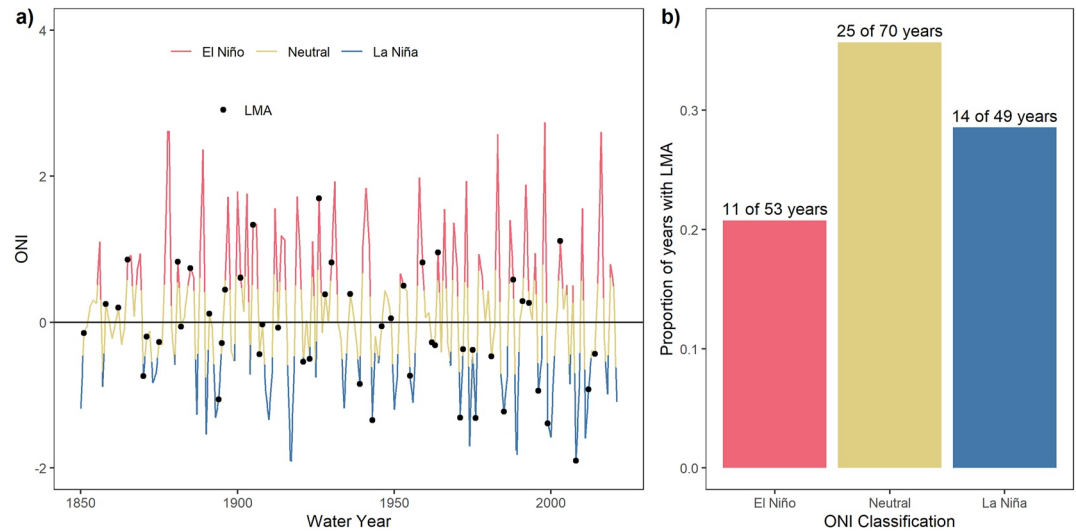 a)
4
2
0
-2
ONI
El Niño
Neutral
La Niña
LMA
1850
1900
1950
2000
Water Year
b)
25 of 70 years
14 of 49 years
11 of 53 years
0.3
0.2
0.1
0.0
Proportion of years with LMA
El Niño
Neutral
La Niña
ONI Classification